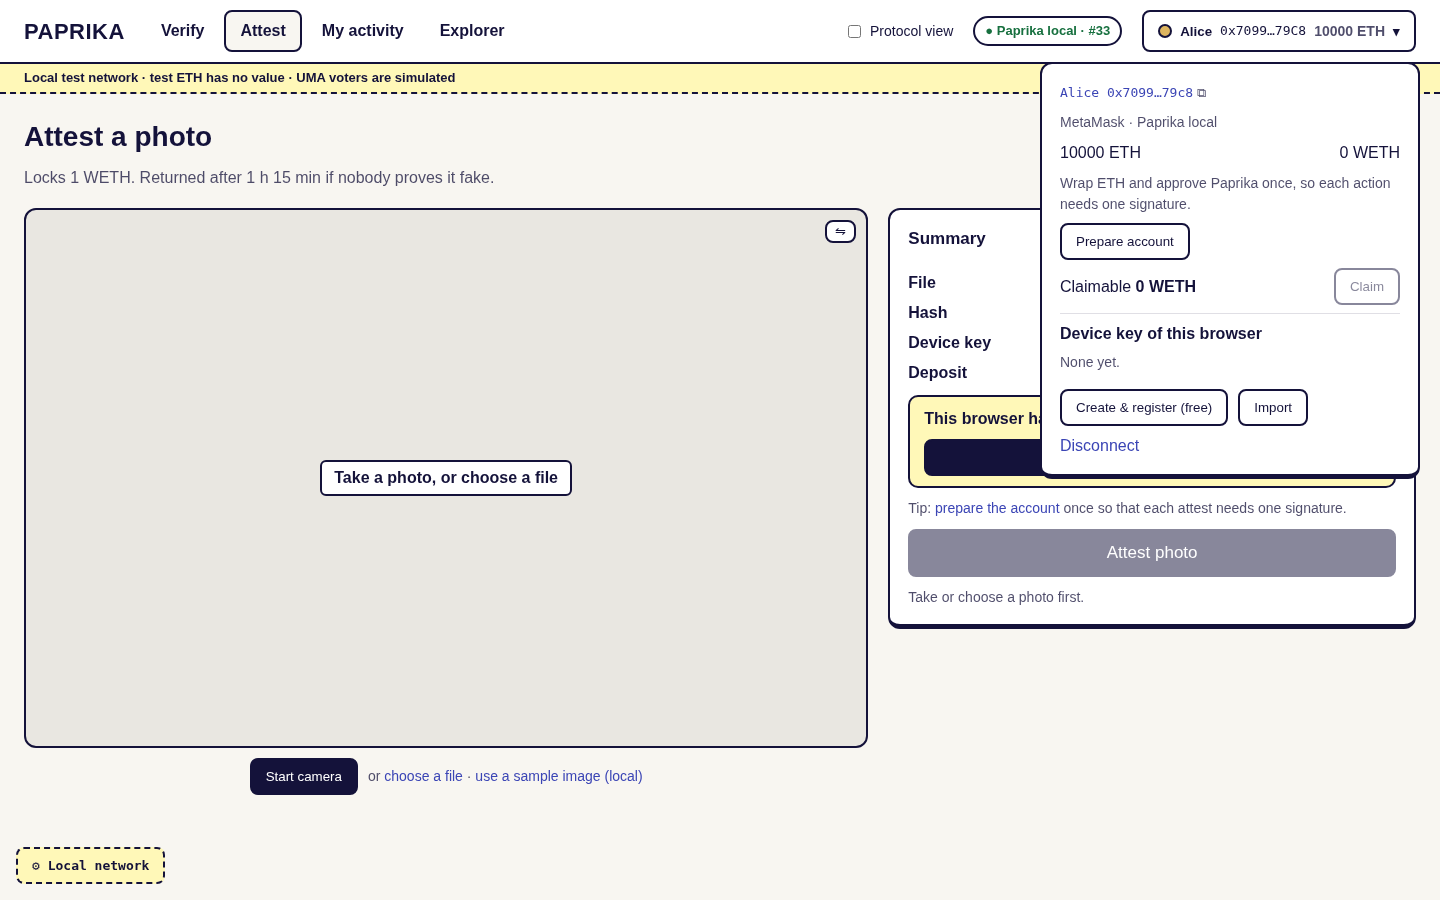 PAPRIKA Verify Attest My activity Explorer Protocol view ● Paprika local · #33 Alice 0x7099…79C8 10000 ETH ▾
Local test network · test ETH has no value · UMA voters are simulated
Attest a photo
Locks 1 WETH. Returned after 1 h 15 min if nobody proves it fake.
⇋
Take a photo, or choose a file
Start camera or choose a file · use a sample image (local)
Summary
File
Hash
Device key
Deposit
This browser ha
Tip: prepare the account once so that each attest needs one signature.
Attest photo
Take or choose a photo first.
Alice 0x7099…79c8 ⧉
MetaMask · Paprika local
10000 ETH 0 WETH
Wrap ETH and approve Paprika once, so each action
needs one signature.
Prepare account
Claimable 0 WETH Claim
Device key of this browser
None yet.
Create & register (free) Import
Disconnect
⚙ Local network